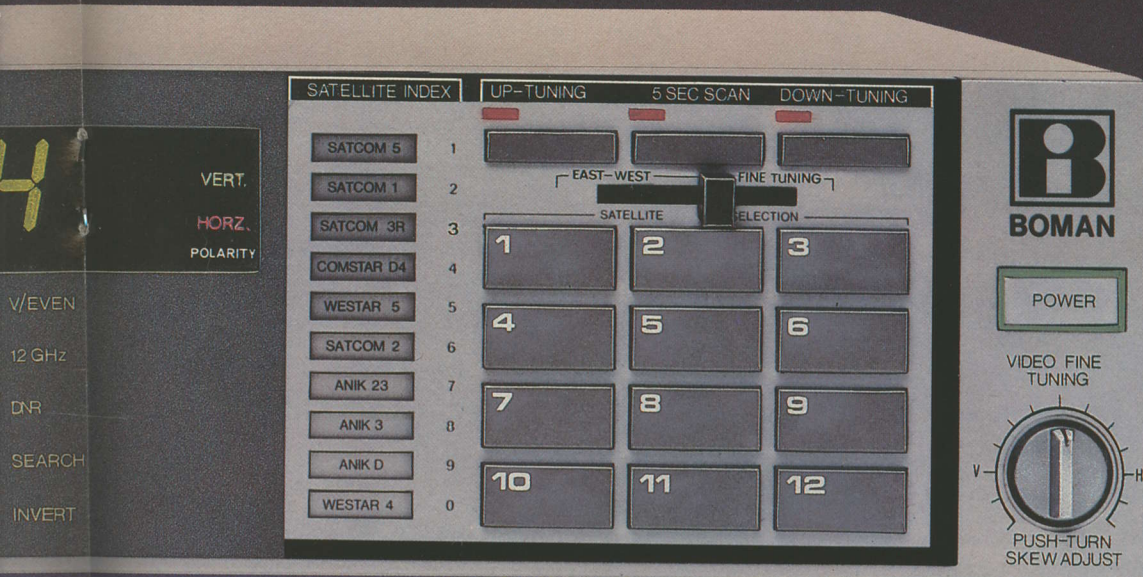 4
VERT.
HORZ.
POLARITY
V/EVEN
12 GHz
DNR
SEARCH
INVERT
SATELLITE INDEX
SATCOM 5 1
SATCOM 1 2
SATCOM 3R 3
COMSTAR D4 4
WESTAR 5 5
SATCOM 2 6
ANIK 23 7
ANIK 3 8
ANIK D 9
WESTAR 4 0
UP-TUNING 5 SEC SCAN DOWN-TUNING
EAST-WEST FINE TUNING
SATELLITE SELECTION
1 2 3
4 5 6
7 8 9
10 11 12
B
BOMAN
POWER
VIDEO FINE
TUNING
V H
PUSH-TURN
SKEW ADJUST